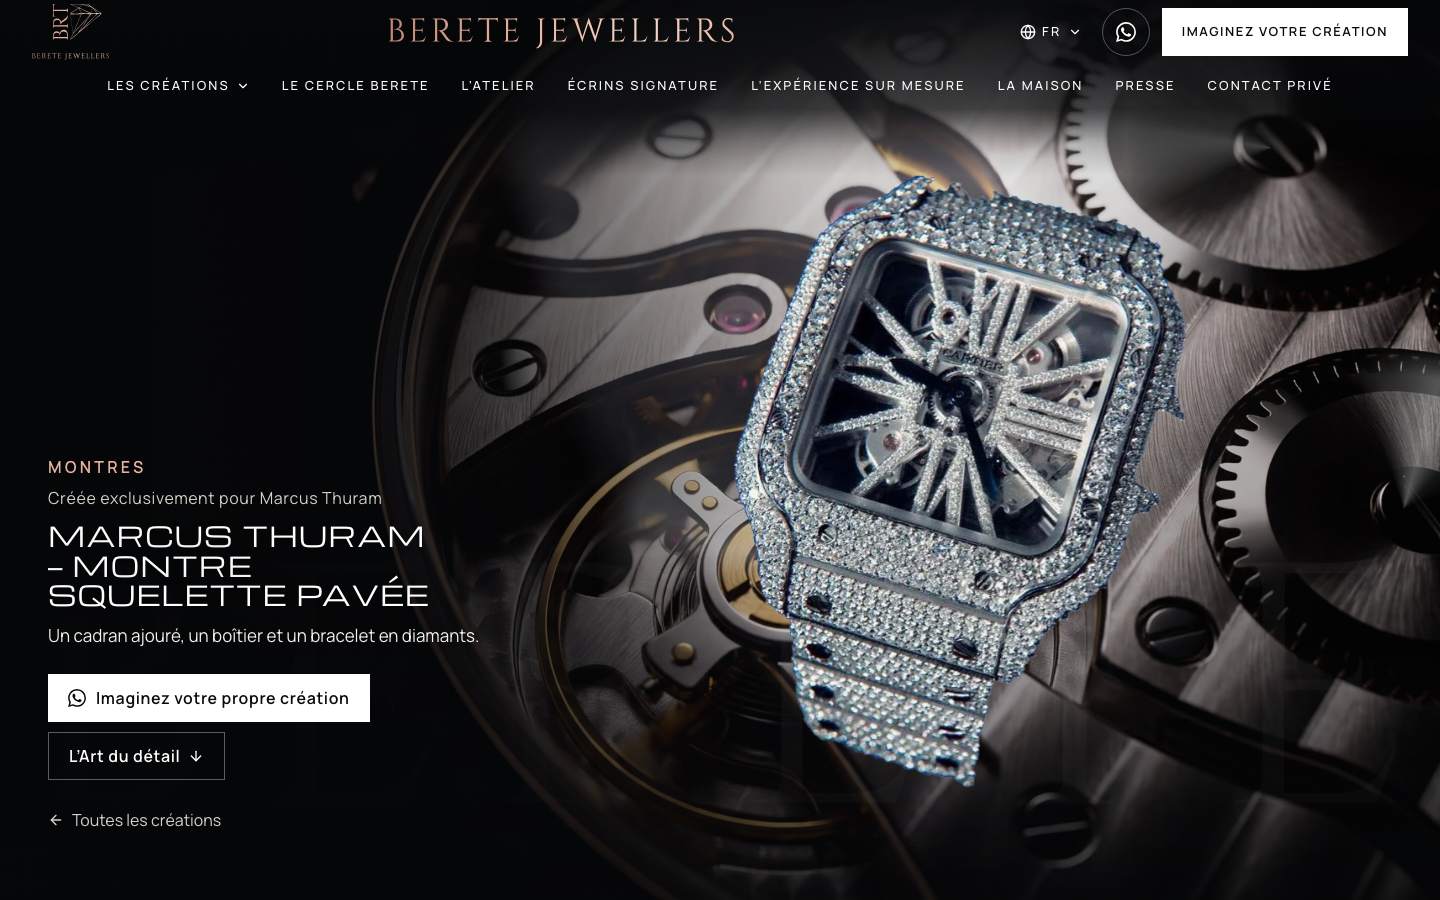 BRT
BERETE JEWELLERS
BERETE JEWELLERS
FR
IMAGINEZ VOTRE CRÉATION
LES CRÉATIONS
LE CERCLE BERETE
L'ATELIER
ÉCRINS SIGNATURE
L'EXPÉRIENCE SUR MESURE
LA MAISON
PRESSE
CONTACT PRIVÉ
CARTIER
MONTRES
Créée exclusivement pour Marcus Thuram
MARCUS THURAM
– MONTRE
SQUELETTE PAVÉE
Un cadran ajouré, un boîtier et un bracelet en diamants.
Imaginez votre propre création
L'Art du détail ↓
← Toutes les créations